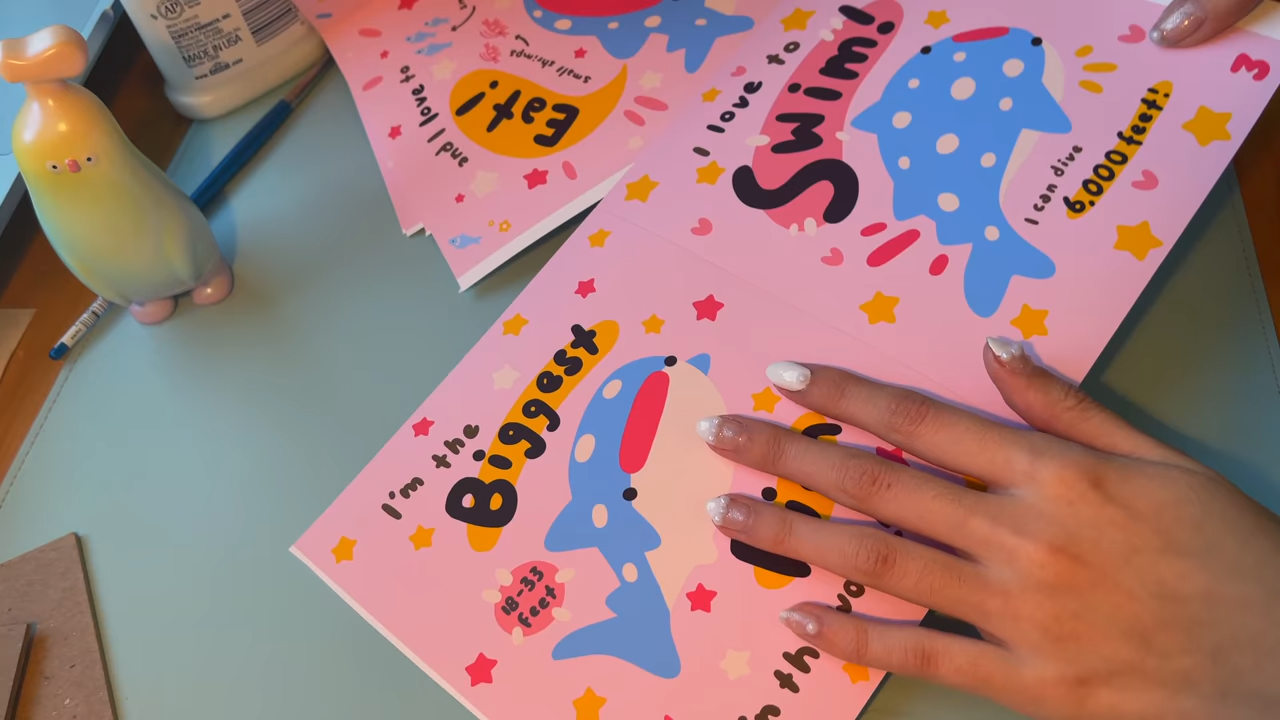 I'm the
Biggest
18-33
feet
I love to
Swim!
I can dive
6,000 feet!
3
and I love to
Eat!
small shrimps
AP
MADE IN USA